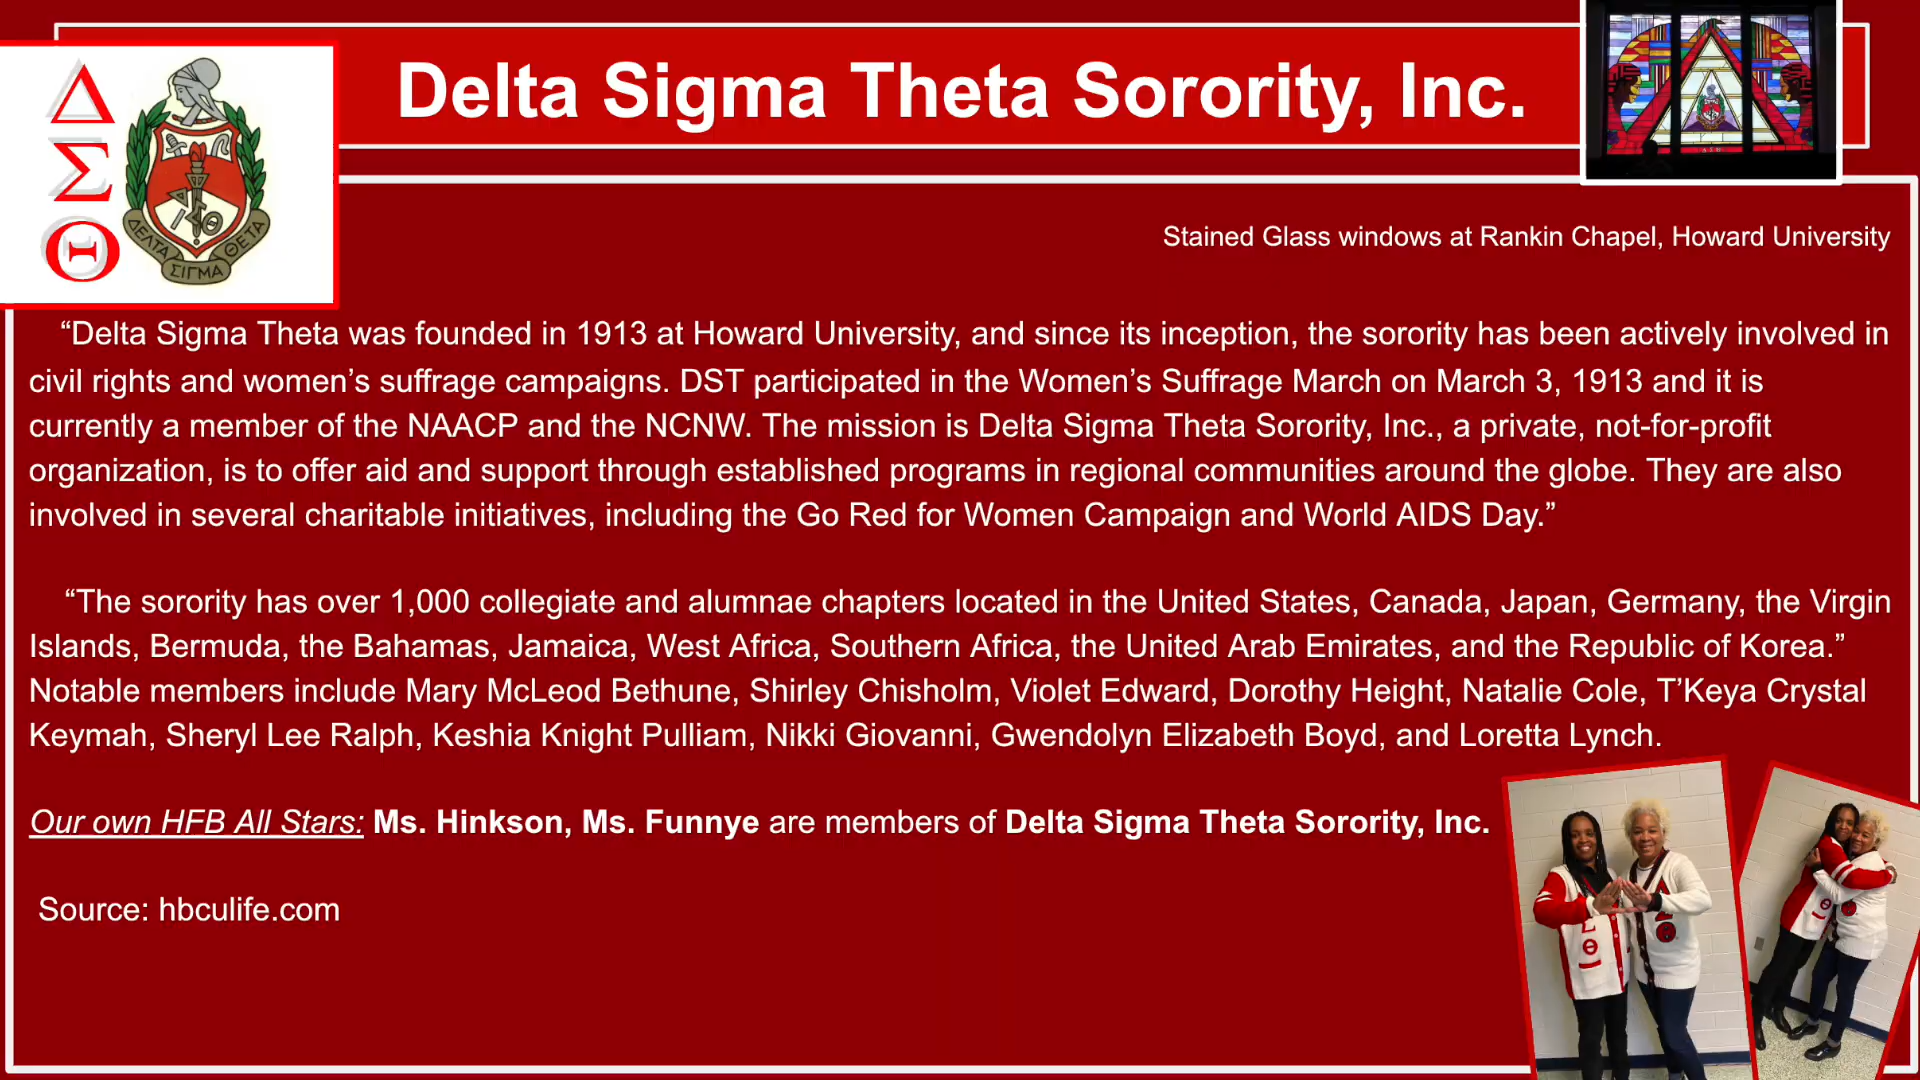 Delta Sigma Theta Sorority, Inc.
Δ
Σ
Θ
ΔΕΛΤΑ
ΣΙΓΜΑ
ΘΕΤΑ
Stained Glass windows at Rankin Chapel, Howard University
“Delta Sigma Theta was founded in 1913 at Howard University, and since its inception, the sorority has been actively involved in
civil rights and women’s suffrage campaigns. DST participated in the Women’s Suffrage March on March 3, 1913 and it is
currently a member of the NAACP and the NCNW. The mission is Delta Sigma Theta Sorority, Inc., a private, not-for-profit
organization, is to offer aid and support through established programs in regional communities around the globe. They are also
involved in several charitable initiatives, including the Go Red for Women Campaign and World AIDS Day.”
“The sorority has over 1,000 collegiate and alumnae chapters located in the United States, Canada, Japan, Germany, the Virgin
Islands, Bermuda, the Bahamas, Jamaica, West Africa, Southern Africa, the United Arab Emirates, and the Republic of Korea.”
Notable members include Mary McLeod Bethune, Shirley Chisholm, Violet Edward, Dorothy Height, Natalie Cole, T’Keya Crystal
Keymah, Sheryl Lee Ralph, Keshia Knight Pulliam, Nikki Giovanni, Gwendolyn Elizabeth Boyd, and Loretta Lynch.
Our own HFB All Stars: Ms. Hinkson, Ms. Funnye are members of Delta Sigma Theta Sorority, Inc.
Source: hbculife.com